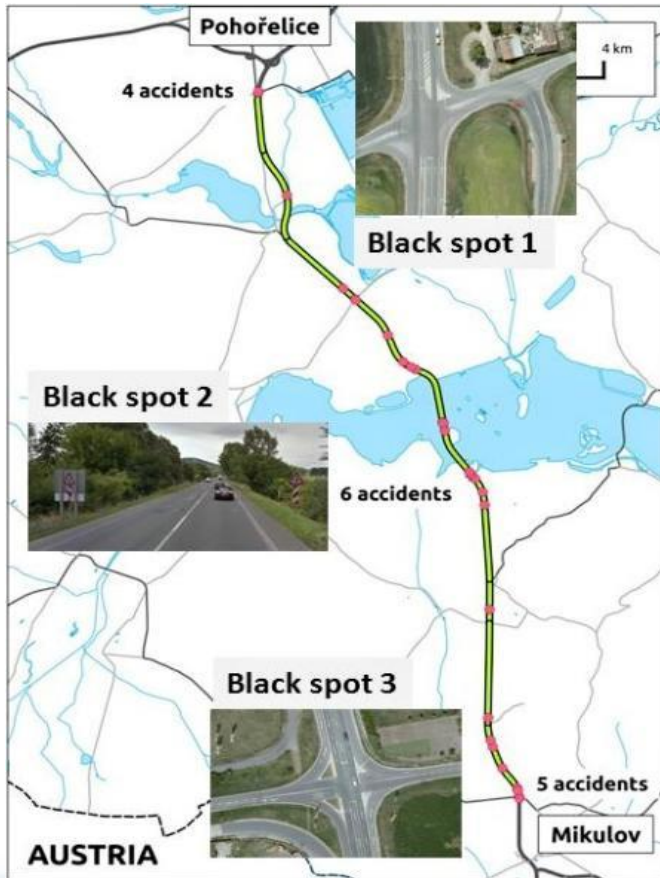 Pohořelice
4 km
4 accidents
Black spot 1
Black spot 2
6 accidents
Black spot 3
5 accidents
Mikulov
AUSTRIA